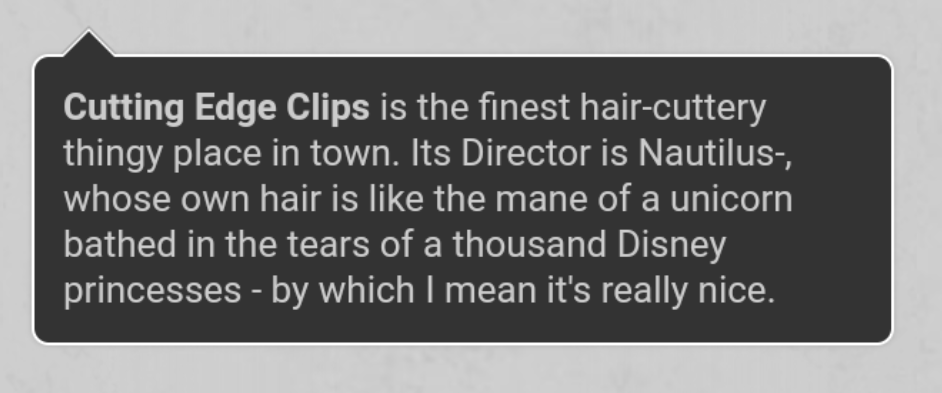 Cutting Edge Clips is the finest hair-cuttery
thingy place in town. Its Director is Nautilus-,
whose own hair is like the mane of a unicorn
bathed in the tears of a thousand Disney
princesses - by which I mean it's really nice.